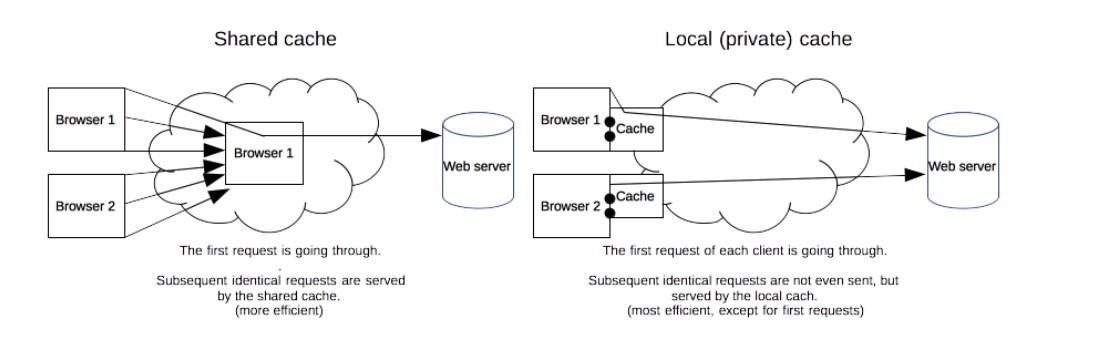 Shared cache
Browser 1
Browser 2
Browser 1
Web server
The first request is going through.
.
Subsequent identical requests are served
by the shared cache.
(more efficient)
Local (private) cache
Browser 1
Cache
Browser 2
Cache
Web server
The first request of each client is going through.
Subsequent identical requests are not even sent, but
served by the local cach.
(most efficient, except for first requests)